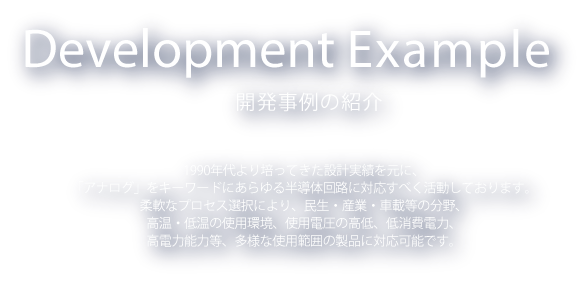 Development Example
開発事例の紹介
1990年代より培ってきた設計実績を元に、
「アナログ」をキーワードにあらゆる半導体回路に対応すべく活動しております。
柔軟なプロセス選択により、民生・産業・車載等の分野、
高温・低温の使用環境、使用電圧の高低、低消費電力、
高電力能力等、多様な使用範囲の製品に対応可能です。